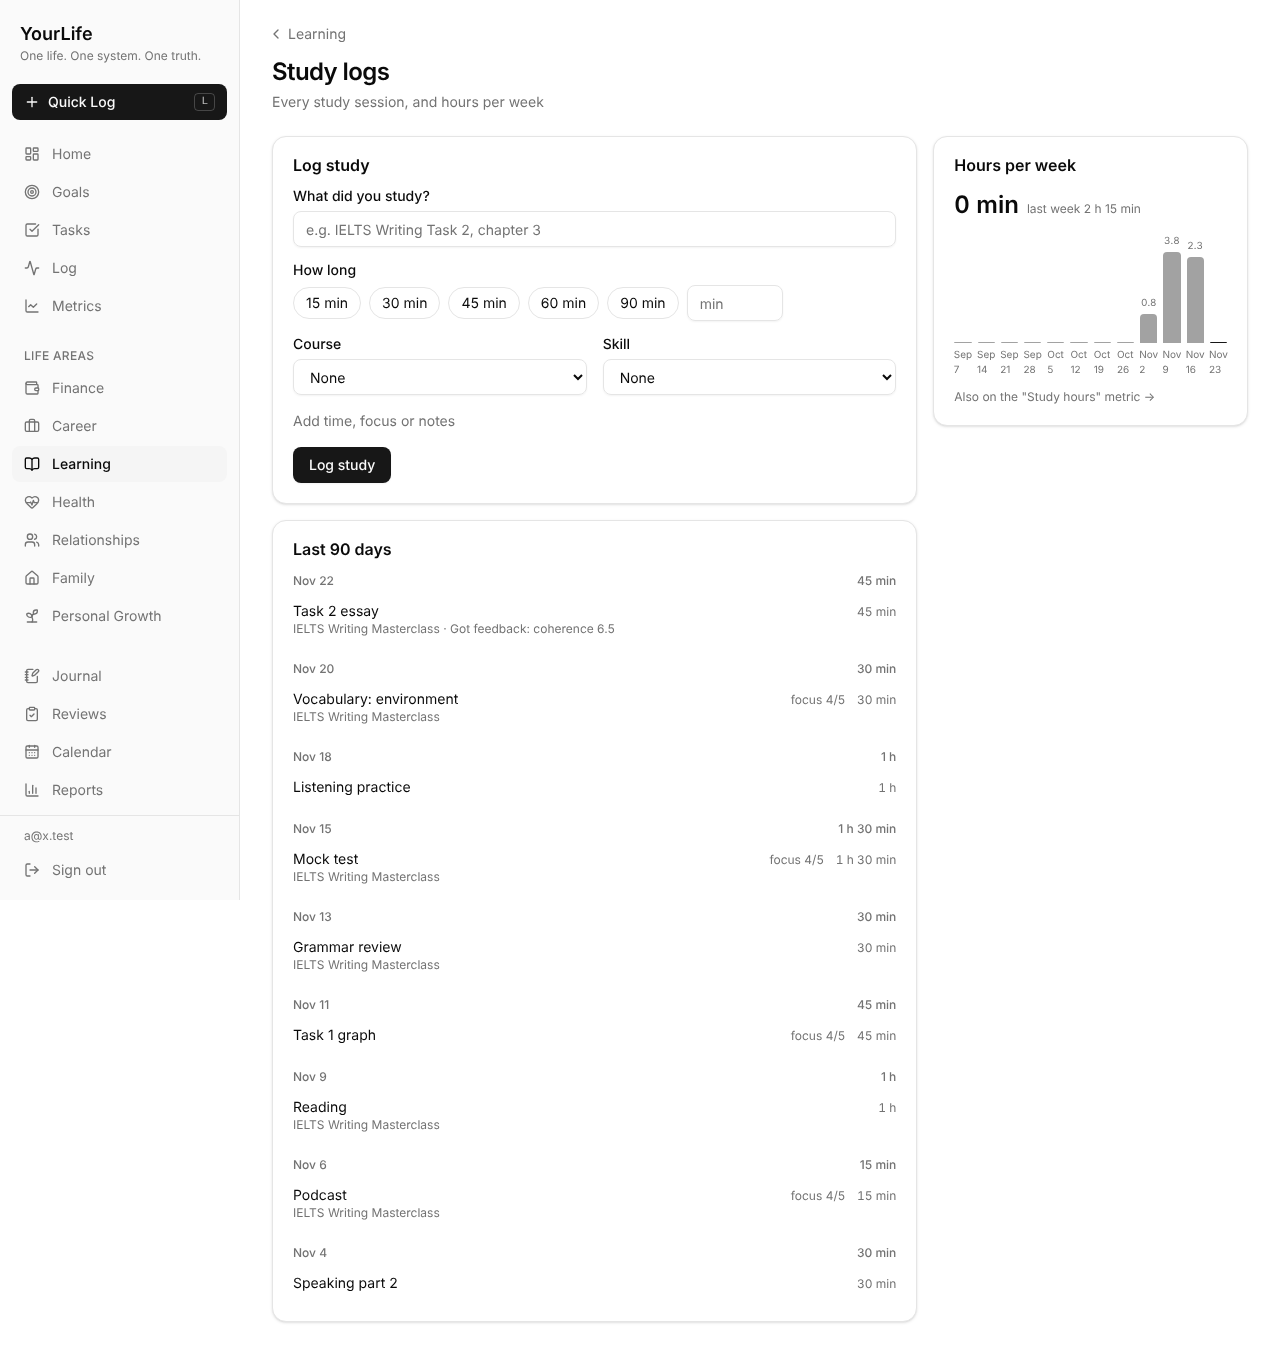 YourLife
One life. One system. One truth.
Quick Log L
Home
Goals
Tasks
Log
Metrics
LIFE AREAS
Finance
Career
Learning
Health
Relationships
Family
Personal Growth
Journal
Reviews
Calendar
Reports
a@x.test
Sign out
Learning
Study logs
Every study session, and hours per week
Log study
What did you study?
e.g. IELTS Writing Task 2, chapter 3
How long
15 min 30 min 45 min 60 min 90 min min
Course Skill
None None
Add time, focus or notes
Log study
Last 90 days
Nov 22 45 min
Task 2 essay 45 min
IELTS Writing Masterclass · Got feedback: coherence 6.5
Nov 20 30 min
Vocabulary: environment focus 4/5 30 min
IELTS Writing Masterclass
Nov 18 1 h
Listening practice 1 h
Nov 15 1 h 30 min
Mock test focus 4/5 1 h 30 min
IELTS Writing Masterclass
Nov 13 30 min
Grammar review 30 min
IELTS Writing Masterclass
Nov 11 45 min
Task 1 graph focus 4/5 45 min
Nov 9 1 h
Reading 1 h
IELTS Writing Masterclass
Nov 6 15 min
Podcast focus 4/5 15 min
IELTS Writing Masterclass
Nov 4 30 min
Speaking part 2 30 min
Hours per week
0 min last week 2 h 15 min
0.8 3.8 2.3
Sep Sep Sep Sep Oct Oct Oct Oct Nov Nov Nov Nov
7 14 21 28 5 12 19 26 2 9 16 23
Also on the "Study hours" metric →